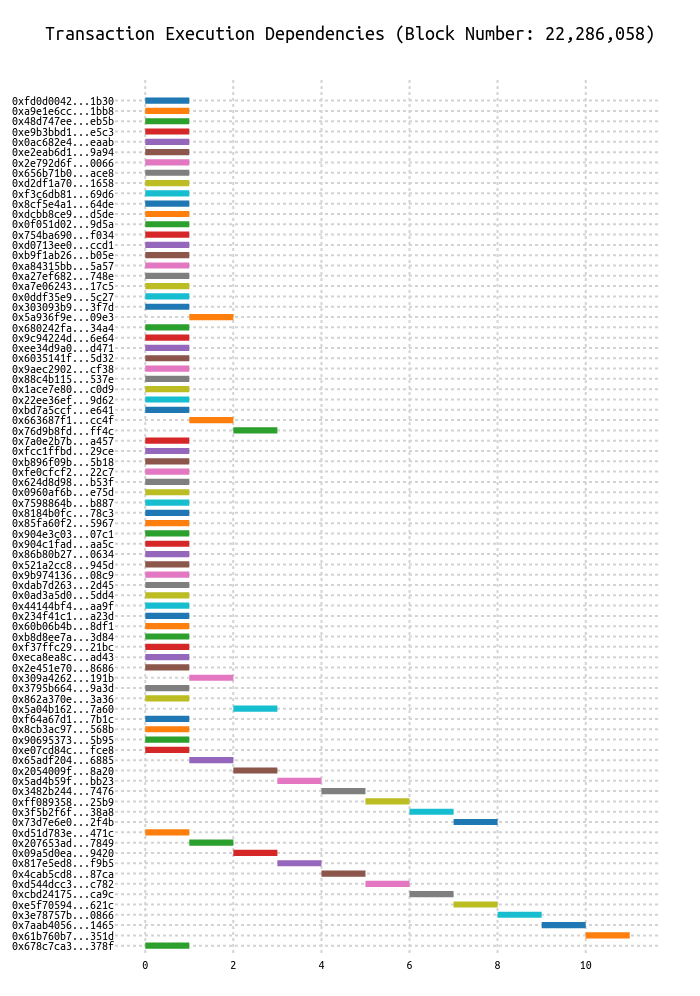 Transaction Execution Dependencies (Block Number: 22,286,058)
0xfd0d0042...1b30
0xa9e1e6cc...1bb8
0x48d747ee...eb5b
0xe9b3bbd1...e5c3
0x0ac682e4...eaab
0xe2eab6d1...9a94
0x2e792d6f...0066
0x656b71b0...ace8
0xd2df1a70...1658
0xf3c6db81...69d6
0x8cf5e4a1...64de
0xdcbb8ce9...d5de
0x0f051d02...9d5a
0x754ba690...f034
0xd0713ee0...ccd1
0xb9f1ab26...b05e
0xa84315bb...5a57
0xa27ef682...748e
0xa7e06243...17c5
0x0ddf35e9...5c27
0x303093b9...3f7d
0x5a936f9e...09e3
0x680242fa...34a4
0x9c94224d...6e64
0xee34d9a0...d471
0x6035141f...5d32
0x9aec2902...cf38
0x88c4b115...537e
0x1ace7e80...c0d9
0x22ee36ef...9d62
0xbd7a5ccf...e641
0x663687f1...cc4f
0x76d9b8fd...ff4c
0x7a0e2b7b...a457
0xfcc1ffbd...29ce
0xb896f09b...5b18
0xfe0cfcf2...22c7
0x624d8d98...b53f
0x0960af6b...e75d
0x7598864b...b887
0x8184b0fc...78c3
0x85fa60f2...5967
0x904e3c03...07c1
0x904c1fad...aa5c
0x86b80b27...0634
0x521a2cc8...945d
0x9b974136...08c9
0xdab7d263...2d45
0x0ad3a5d0...5dd4
0x44144bf4...aa9f
0x234f41c1...a23d
0x60b06b4b...8df1
0xb8d8ee7a...3d84
0xf37ffc29...21bc
0xeca8ea8c...ad43
0x2e451e70...8686
0x309a4262...191b
0x3795b664...9a3d
0x862a370e...3a36
0x5a04b162...7a60
0xf64a67d1...7b1c
0x8cb3ac97...568b
0x90695373...5b95
0xe07cd84c...fce8
0x65adf204...6885
0x2054009f...8a20
0x5ad4b59f...bb23
0x3482b244...7476
0xff089358...25b9
0x3f5b2f6f...38a8
0x73d7e6e0...2f4b
0xd51d783e...471c
0x207653ad...7849
0x09a5d0ea...9420
0x817e5ed8...f9b5
0x4cab5cd8...87ca
0xd544dcc3...c782
0xcbd24175...ca9c
0xe5f70594...621c
0x3e78757b...0866
0x7aab4056...1465
0x61b760b7...351d
0x678c7ca3...378f
0 2 4 6 8 10